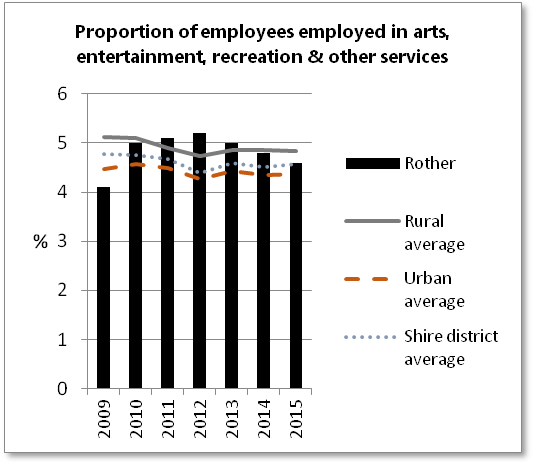 Proportion of employees employed in arts,
entertainment, recreation & other services
6
5
4
3
2
1
0
%
2009
2010
2011
2012
2013
2014
2015
Rother
Rural
average
Urban
average
Shire district
average